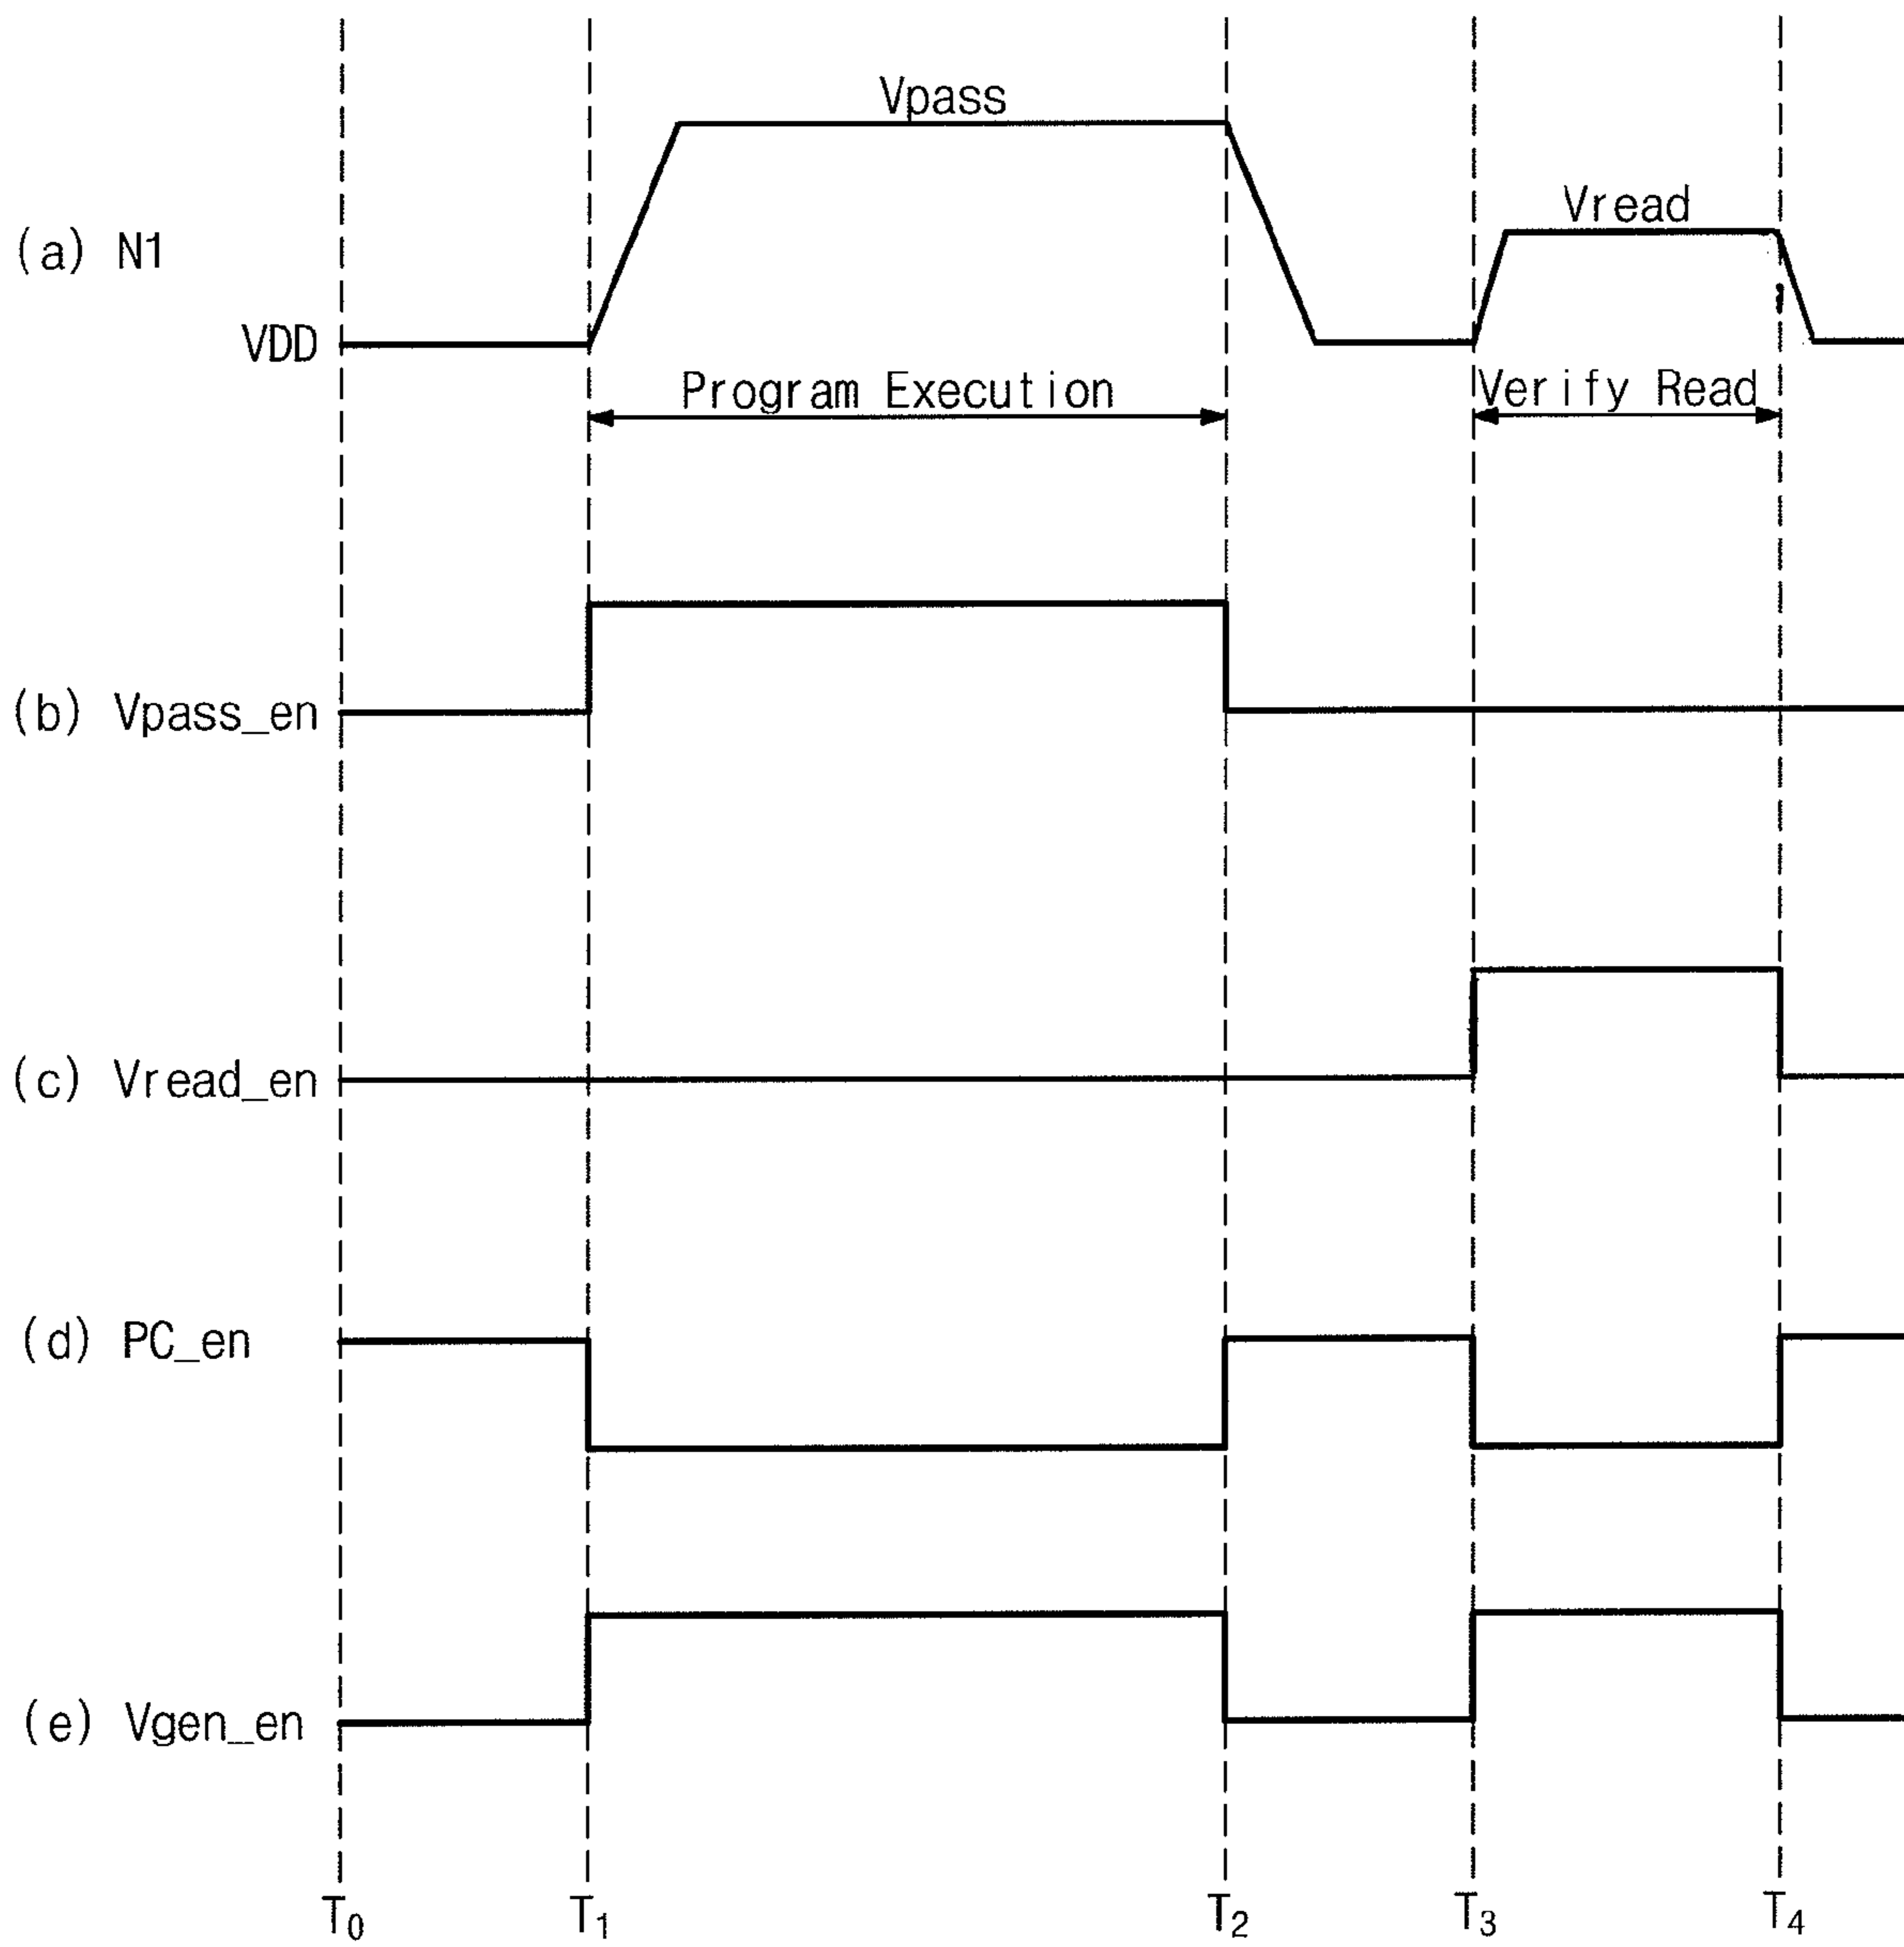 Vpass
Vread
(a) N1
VDD
Program Execution
Verify Read
(b) Vpass_en
(c) Vread_en
(d) PC_en
(e) Vgen_en
T0 T1 T2 T3 T4